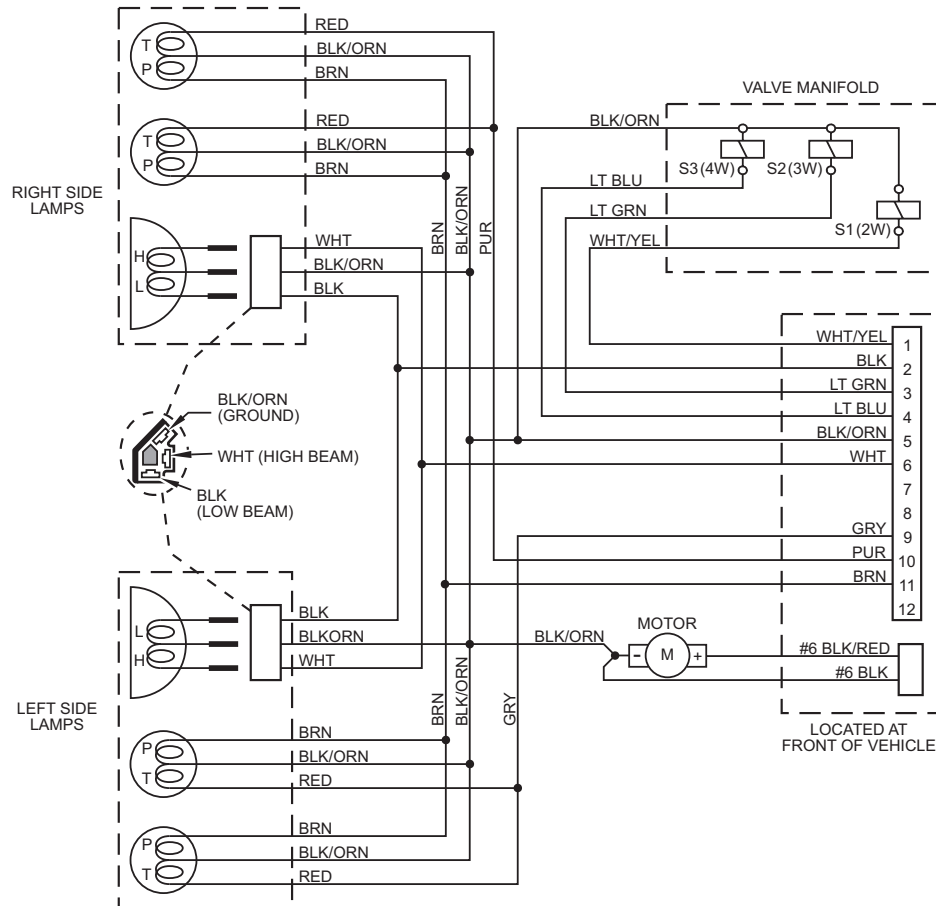 RED
T
BLK/ORN
P
BRN
RED
T
BLK/ORN
P
BRN
RIGHT SIDE
LAMPS
H
WHT
BLK/ORN
L
BLK
BRN
BLK/ORN
PUR
VALVE MANIFOLD
BLK/ORN
S3(4W)
S2(3W)
LT BLU
LT GRN
S1(2W)
WHT/YEL
WHT/YEL
1
BLK
2
LT GRN
3
LT BLU
4
BLK/ORN
5
WHT
6
7
8
GRY
9
PUR
10
BRN
11
12
BLK/ORN
(GROUND)
WHT (HIGH BEAM)
BLK
(LOW BEAM)
L
BLK
BLKORN
H
WHT
BLK/ORN
MOTOR
-
M
+
#6 BLK/RED
#6 BLK
LOCATED AT
FRONT OF VEHICLE
LEFT SIDE
LAMPS
BRN
BLK/ORN
GRY
P
BRN
BLK/ORN
T
RED
P
BRN
BLK/ORN
T
RED